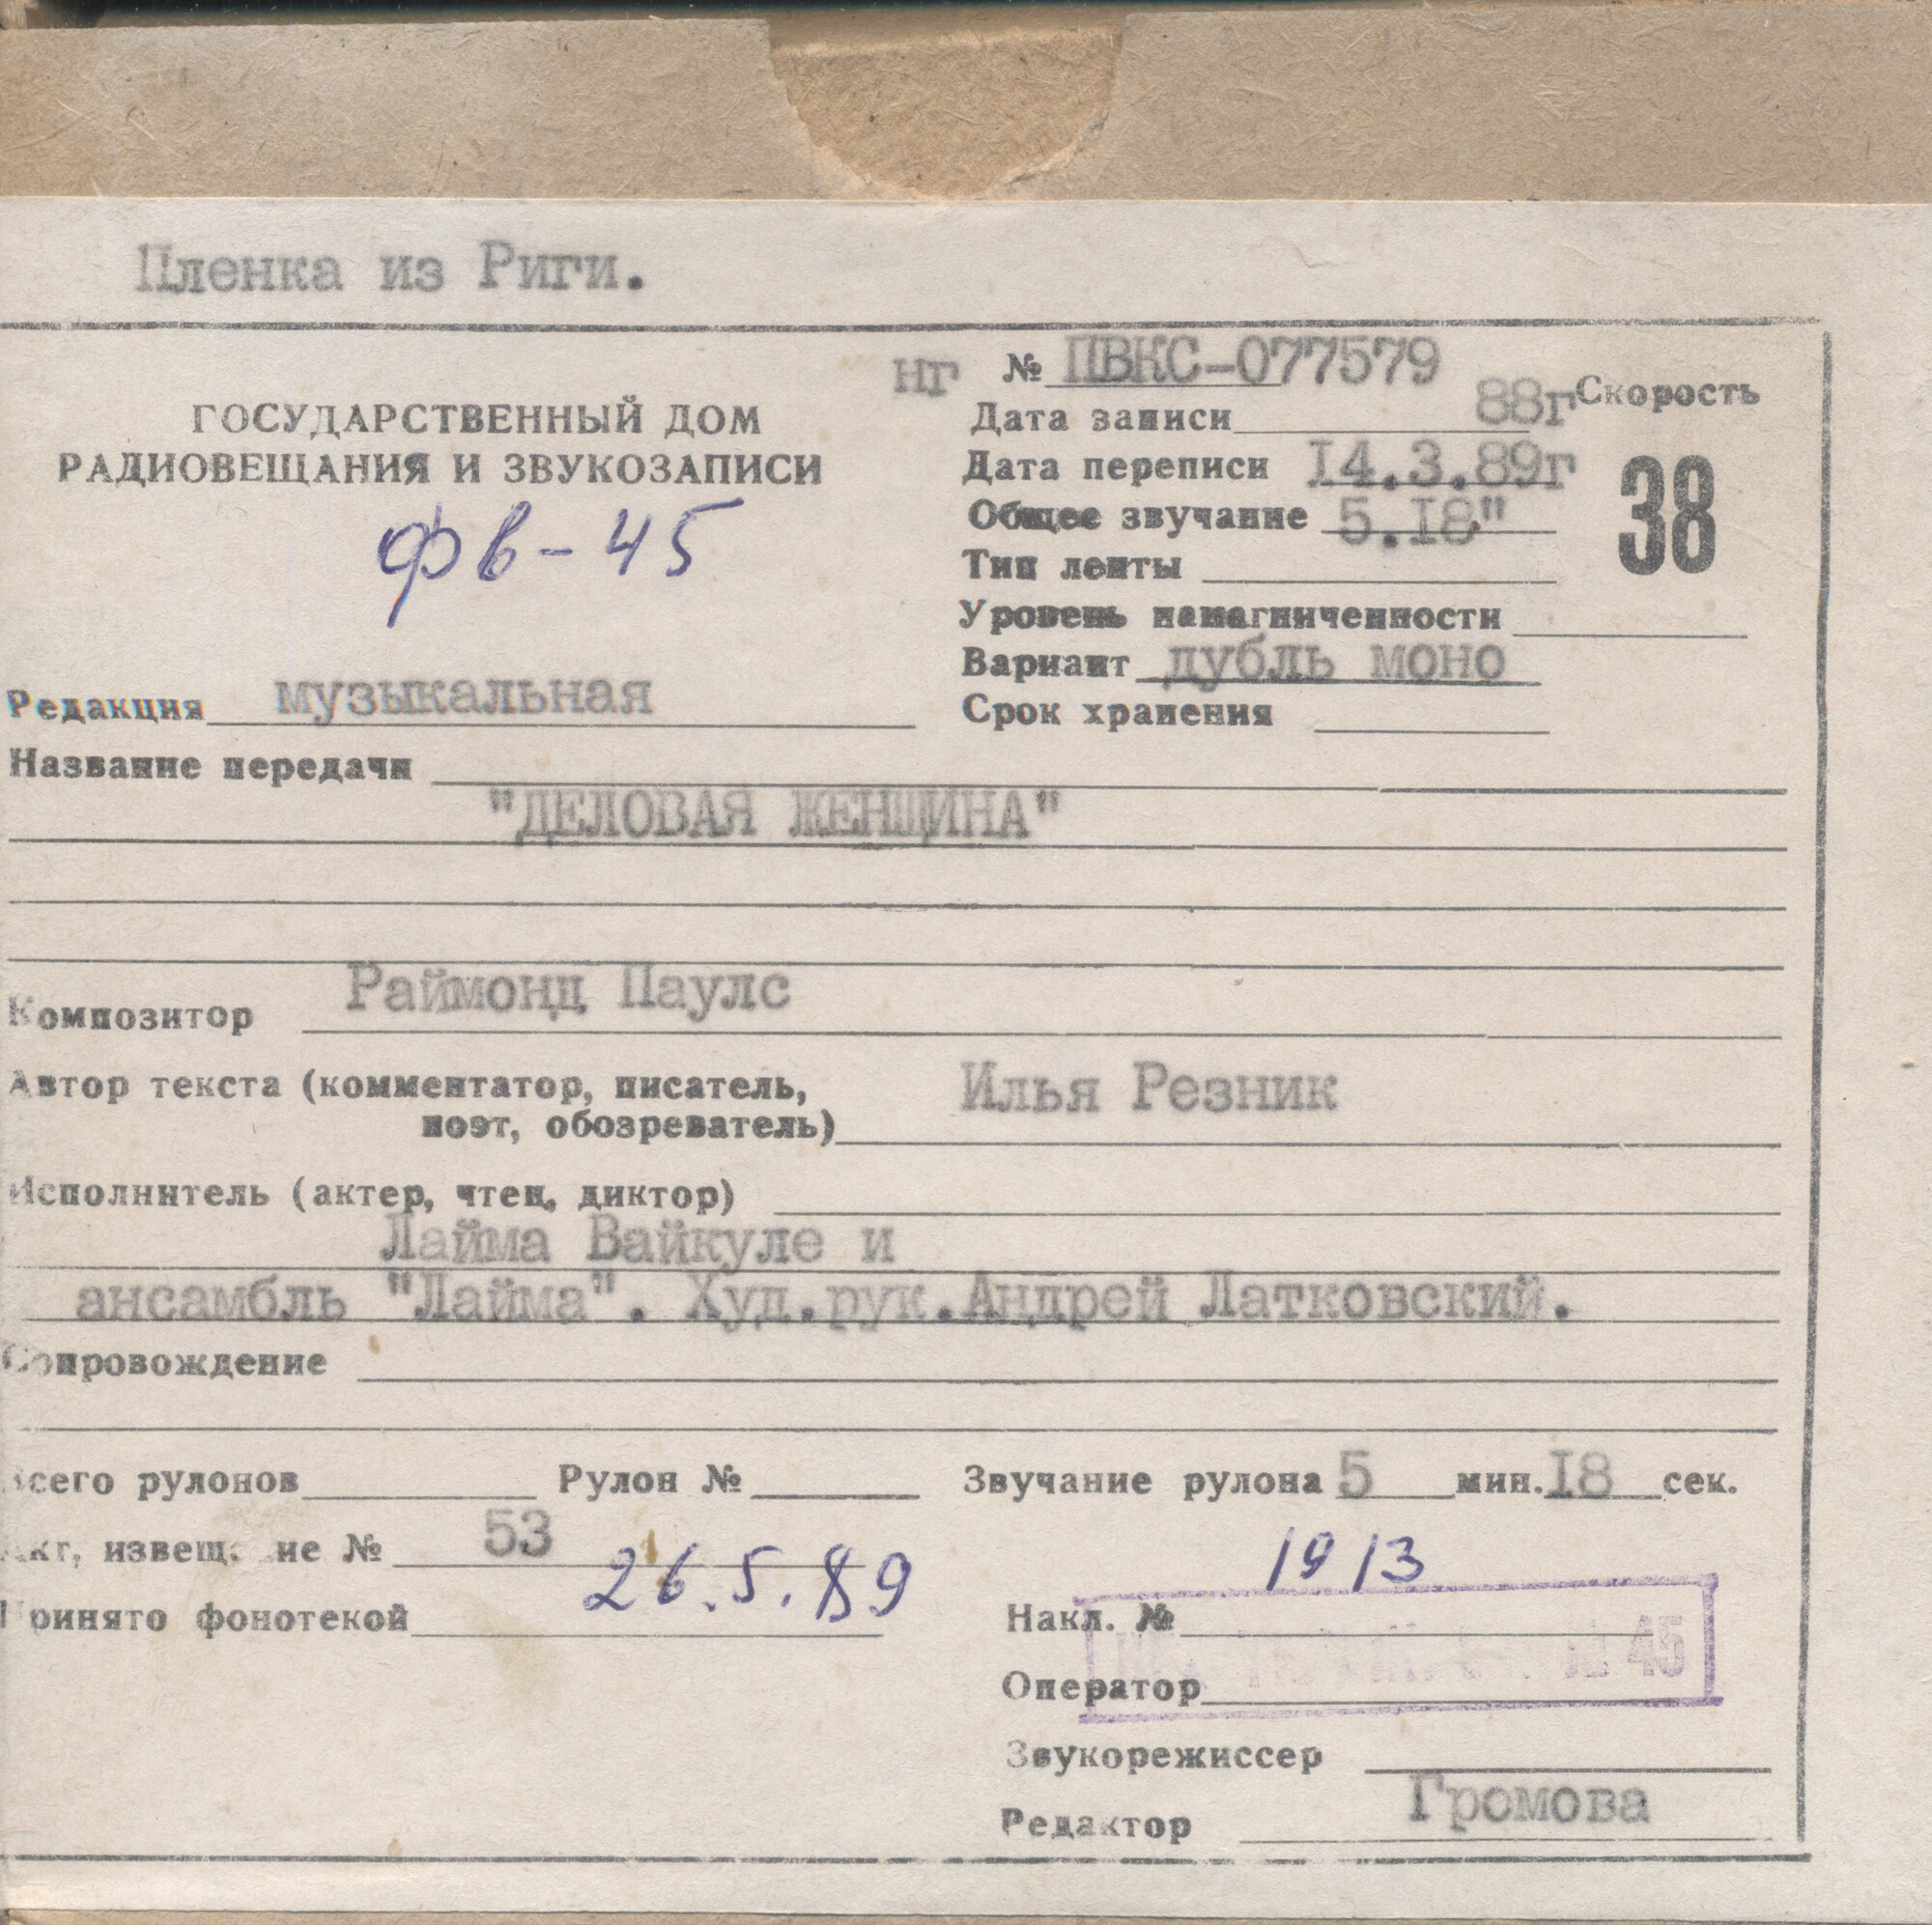 Пленка из Риги.
нг № ПВКС-077579
ГОСУДАРСТВЕННЫЙ ДОМ
РАДИОВЕЩАНИЯ И ЗВУКОЗАПИСИ
фв-45
Дата записи 88г
Дата переписи 14.3.89г
Общее звучание 5.18"
Тип ленты
Уровень намагниченности
Вариант дубль моно
Срок хранения
Скорость
38
Редакция музыкальная
Название передачи
"ДЕЛОВАЯ ЖЕНЩИНА"
Композитор Раймонд Паулс
Автор текста (комментатор, писатель,
поэт, обозреватель) Илья Резник
Исполнитель (актер, чтец, диктор)
Лайма Вайкуле и
ансамбль "Лайма". Худ.рук.Андрей Латковский.
Сопровождение
Всего рулонов Рулон № Звучание рулона 5 мин. 18 сек.
Акт, извещение № 53
26.5.89
Принято фонотекой
1913
Накл. №
45
Оператор
Звукорежиссер
Редактор Громова